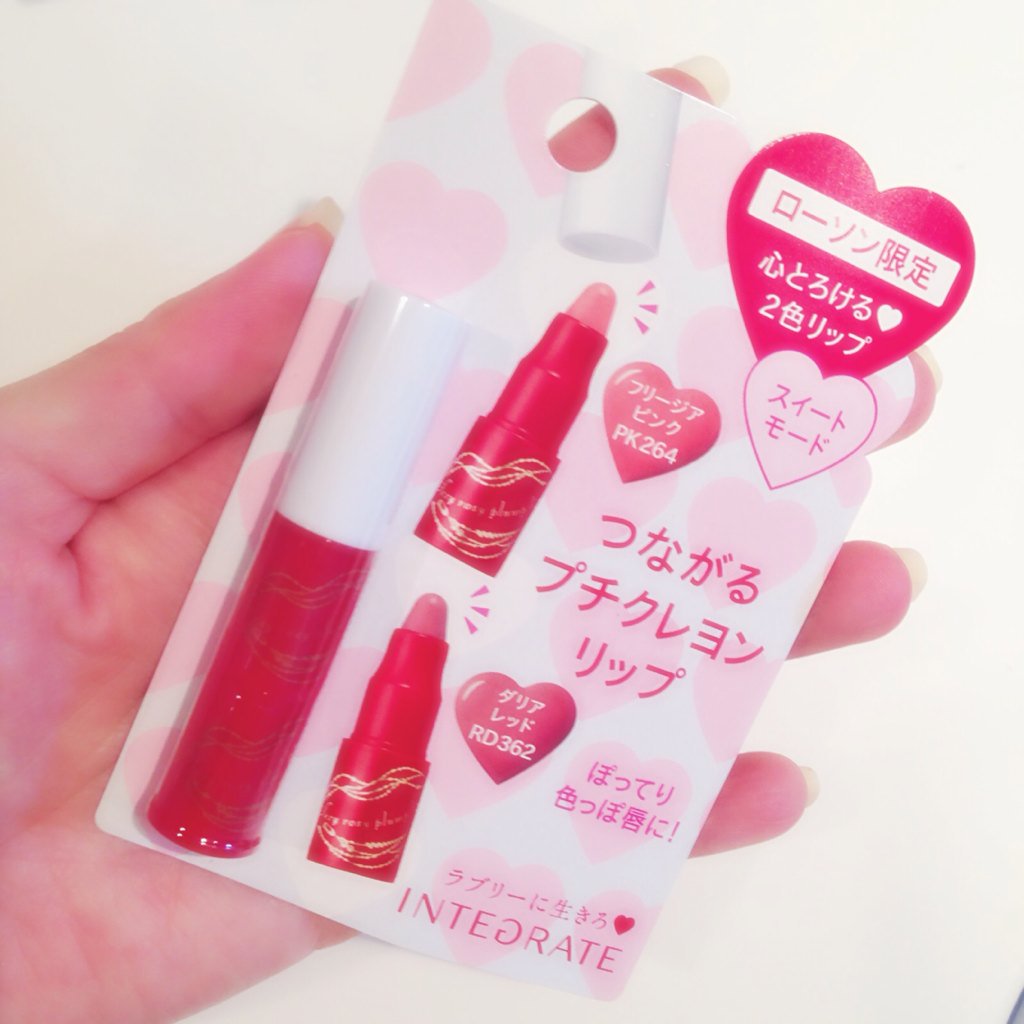 ローソン限定
心とろける♥
2色リップ
スイート
モード
フリージア
ピンク
PK264
つながる
プチクレヨン
リップ
ダリア
レッド
RD362
ぽってり
色っぽ唇に!
ラブリーに生きろ♥
INTEGRATE